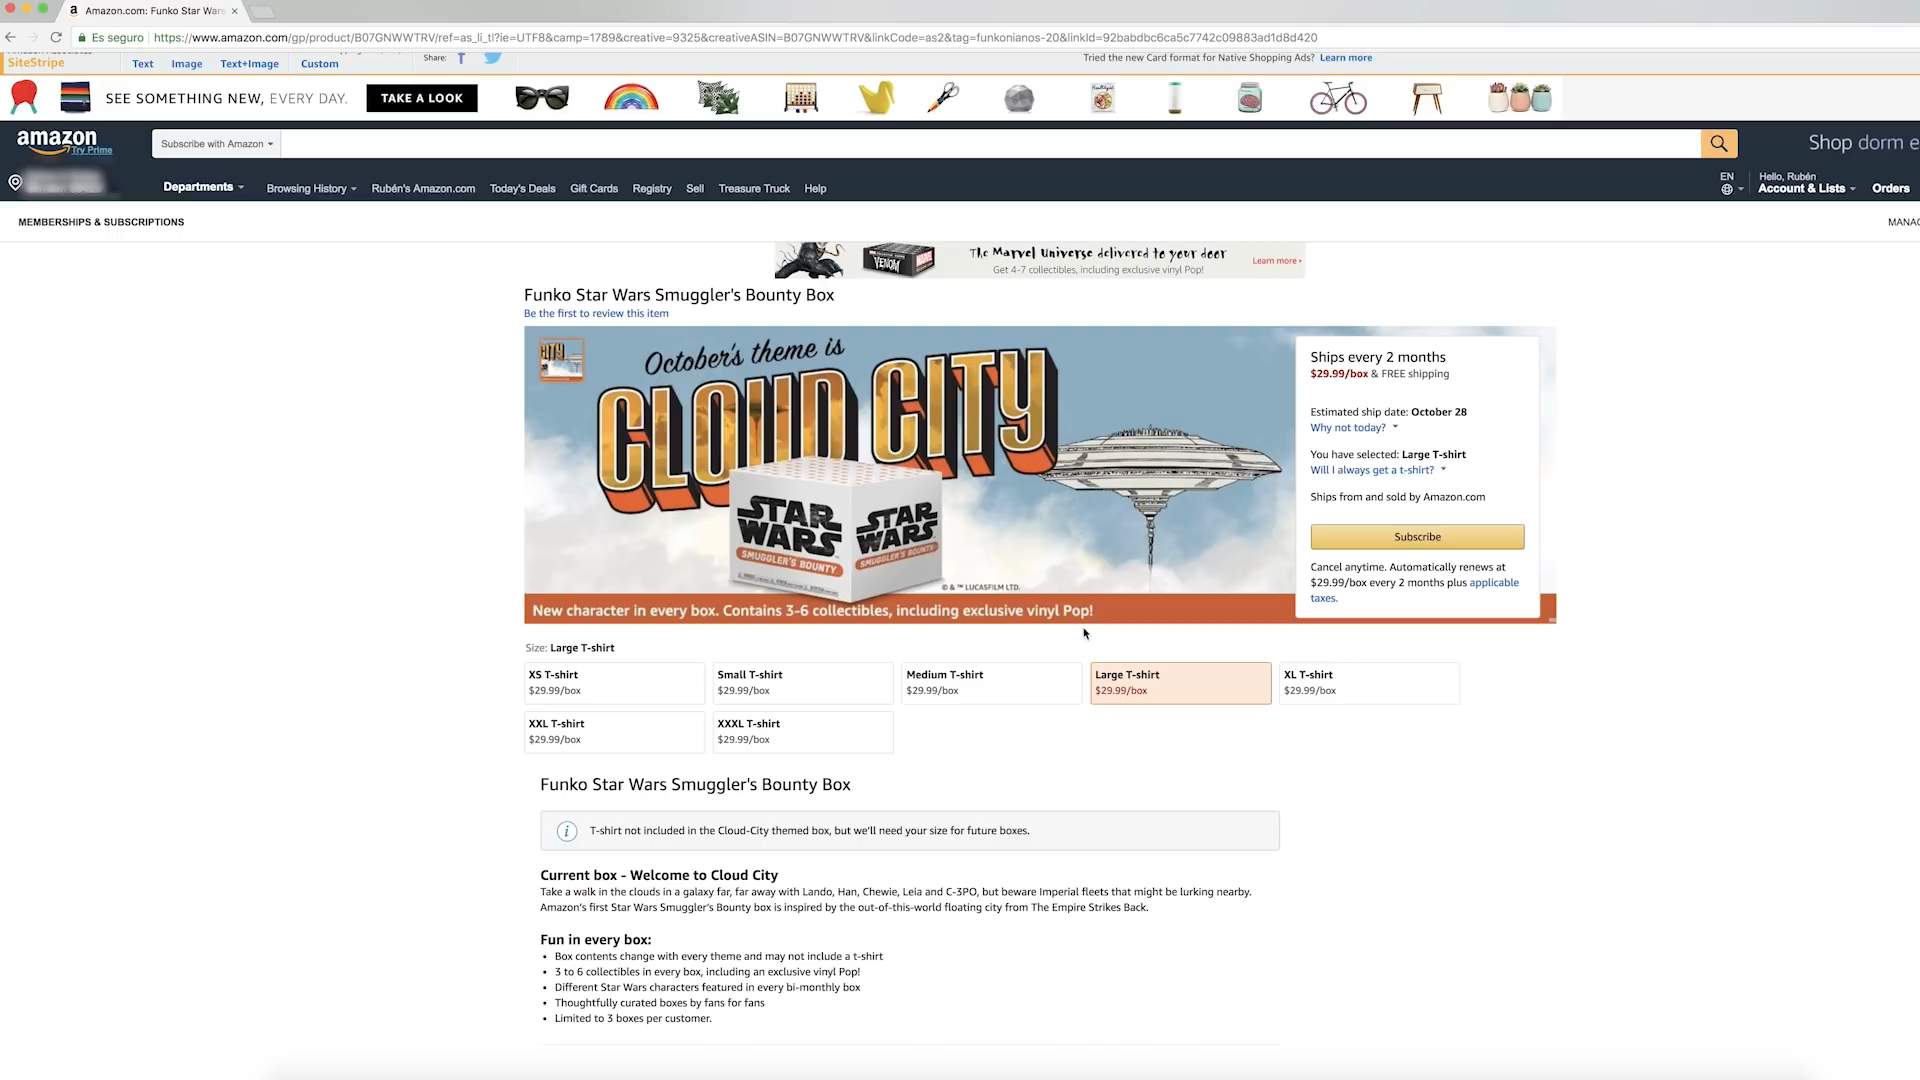 Amazon.com: Funko Star Wars
Es seguro
https://www.amazon.com/gp/product/B07GNWWTRV/ref=as_li_tl?ie=UTF8&camp=1789&creative=9325&creativeASIN=B07GNWWTRV&linkCode=as2&tag=funkonianos-20&linkId=92babdbc6ca5c7742c09883ad1d8d420
SiteStripe
Text
Image
Text+Image
Custom
Share:
Tried the new Card format for Native Shopping Ads? Learn more
SEE SOMETHING NEW, EVERY DAY.
TAKE A LOOK
amazon
Try Prime
Subscribe with Amazon
Shop dorm e
Departments
Browsing History
Rubén's Amazon.com
Today's Deals
Gift Cards
Registry
Sell
Treasure Truck
Help
EN
Hello, Rubén
Account & Lists
Orders
MEMBERSHIPS & SUBSCRIPTIONS
MANAG
VENOM
MARVEL
The Marvel Universe delivered to your door
Get 4-7 collectibles, including exclusive vinyl Pop!
Learn more
Funko Star Wars Smuggler's Bounty Box
Be the first to review this item
CITY
October's theme is
CLOUD CITY
STAR WARS
SMUGGLER'S BOUNTY
STAR WARS
SMUGGLER'S BOUNTY
© & ™ LUCASFILM LTD.
New character in every box. Contains 3-6 collectibles, including exclusive vinyl Pop!
Ships every 2 months
$29.99/box & FREE shipping
Estimated ship date: October 28
Why not today?
You have selected: Large T-shirt
Will I always get a t-shirt?
Ships from and sold by Amazon.com
Subscribe
Cancel anytime. Automatically renews at
$29.99/box every 2 months plus applicable
taxes.
Size: Large T-shirt
XS T-shirt
$29.99/box
Small T-shirt
$29.99/box
Medium T-shirt
$29.99/box
Large T-shirt
$29.99/box
XL T-shirt
$29.99/box
XXL T-shirt
$29.99/box
XXXL T-shirt
$29.99/box
Funko Star Wars Smuggler's Bounty Box
i
T-shirt not included in the Cloud-City themed box, but we'll need your size for future boxes.
Current box - Welcome to Cloud City
Take a walk in the clouds in a galaxy far, far away with Lando, Han, Chewie, Leia and C-3PO, but beware Imperial fleets that might be lurking nearby.
Amazon's first Star Wars Smuggler's Bounty box is inspired by the out-of-this-world floating city from The Empire Strikes Back.
Fun in every box:
• Box contents change with every theme and may not include a t-shirt
• 3 to 6 collectibles in every box, including an exclusive vinyl Pop!
• Different Star Wars characters featured in every bi-monthly box
• Thoughtfully curated boxes by fans for fans
• Limited to 3 boxes per customer.